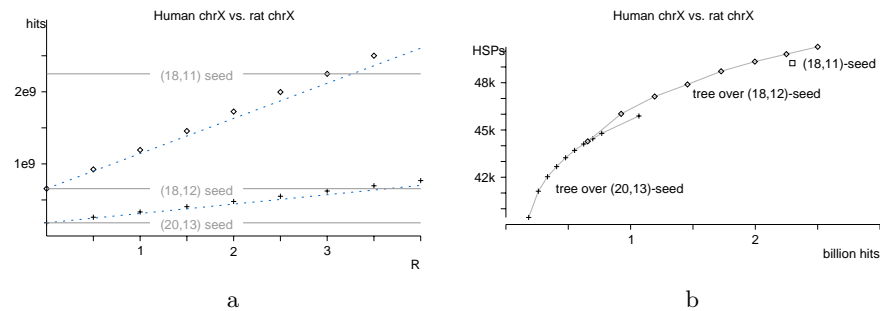 Human chrX vs. rat chrX
hits
2e9
1e9
(18,11) seed
(18,12) seed
(20,13) seed
1
2
3
R
a
Human chrX vs. rat chrX
HSPs
48k
45k
42k
(18,11)-seed
tree over (18,12)-seed
tree over (20,13)-seed
1
2
billion hits
b